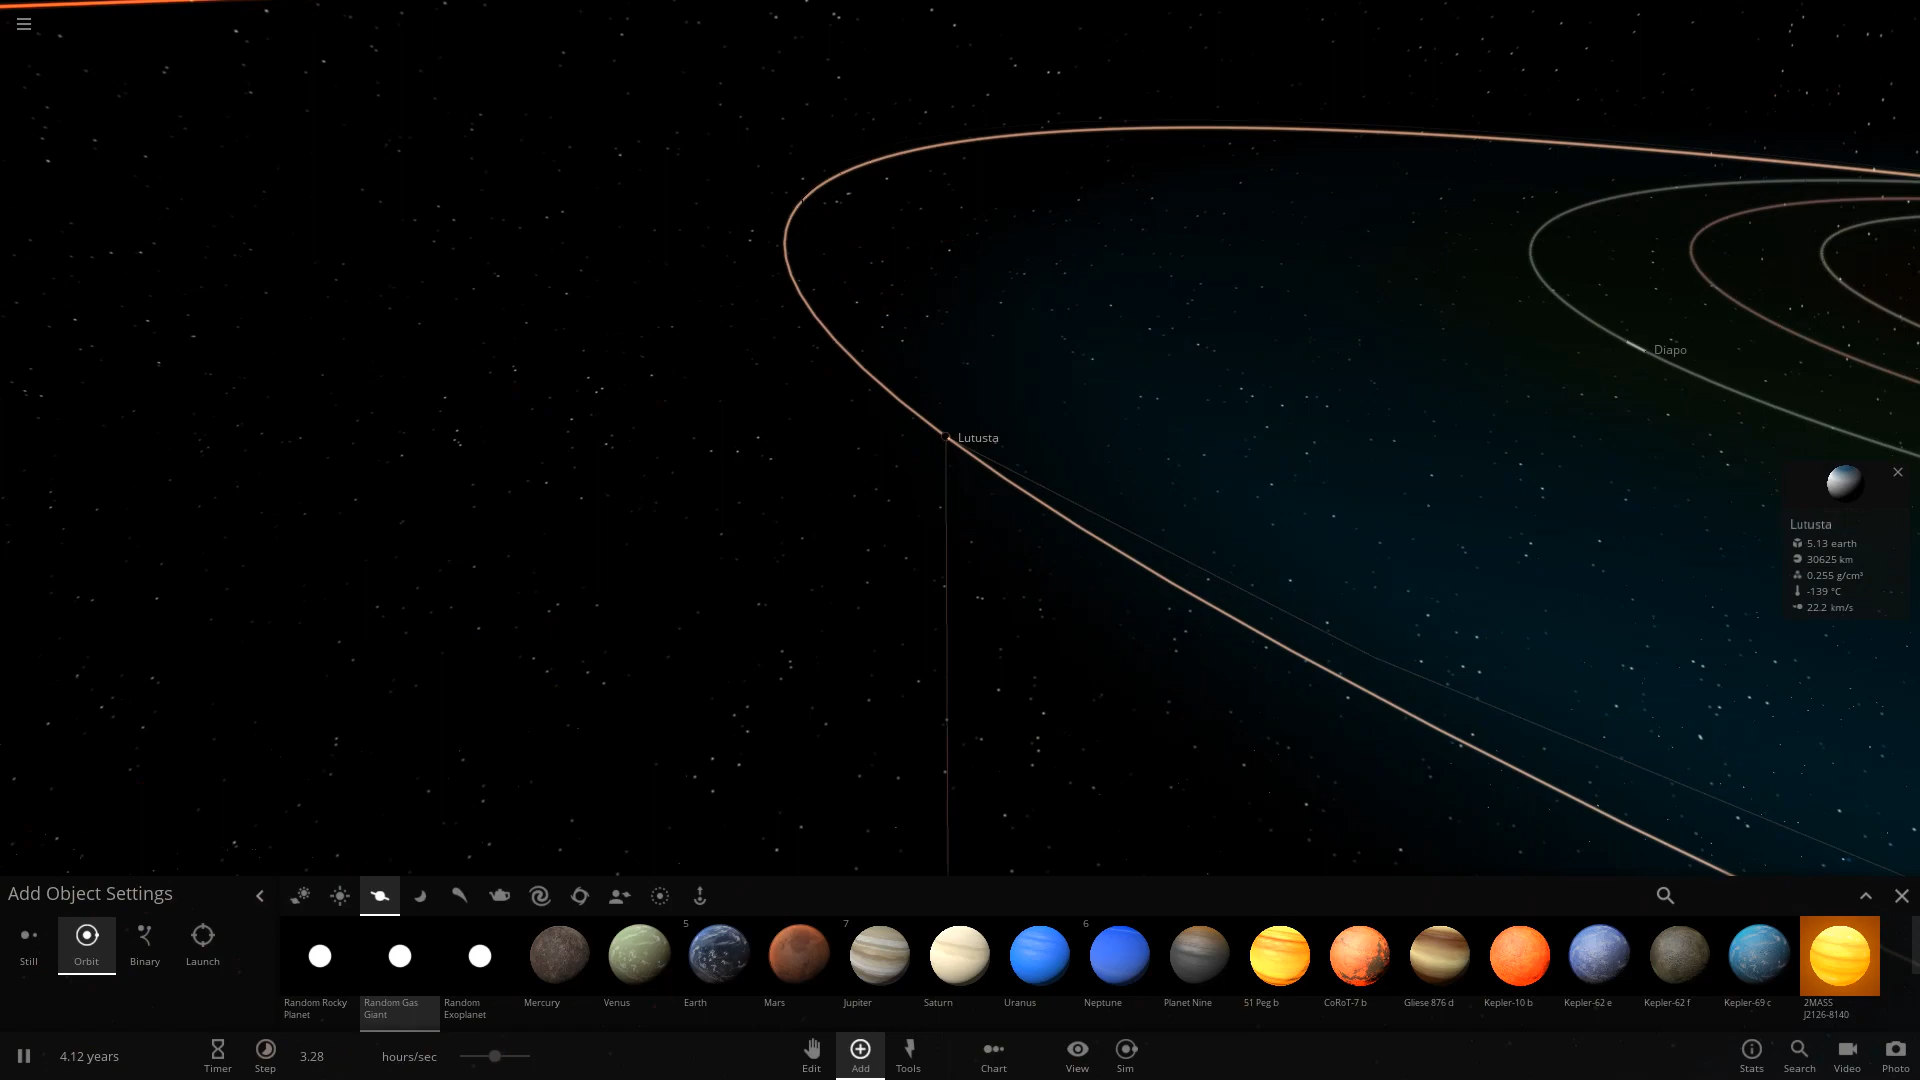 Diapo
Lutusta
Lutusta
5.13 earth
30625 km
0.255 g/cm³
-139 °C
22.2 km/s
Add Object Settings
Still
Orbit
Binary
Launch
5
7
6
Random Rocky
Planet
Random Gas
Giant
Random
Exoplanet
Mercury
Venus
Earth
Mars
Jupiter
Saturn
Uranus
Neptune
Planet Nine
51 Peg b
CoRoT-7 b
Gliese 876 d
Kepler-10 b
Kepler-62 e
Kepler-62 f
Kepler-69 c
2MASS
J2126-8140
4.12 years
Timer
Step
3.28
hours/sec
Edit
Add
Tools
Chart
View
Sim
Stats
Search
Video
Photo